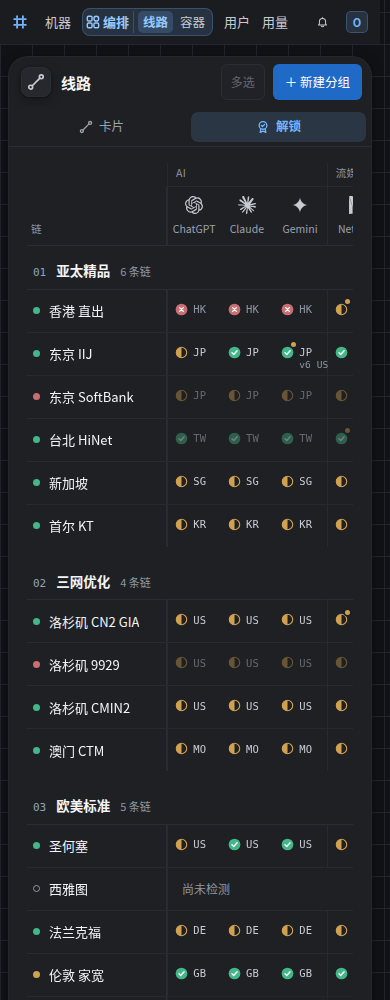 机器 编排 线路 容器 用户 用量 O
线路 多选 + 新建分组
卡片 解锁
AI
链 ChatGPT Claude Gemini
01 亚太精品 6 条链
香港 直出 HK HK HK
东京 IIJ JP JP JP
v6 US
东京 SoftBank JP JP JP
台北 HiNet TW TW TW
新加坡 SG SG SG
首尔 KT KR KR KR
02 三网优化 4 条链
洛杉矶 CN2 GIA US US US
洛杉矶 9929 US US US
洛杉矶 CMIN2 US US US
澳门 CTM MO MO MO
03 欧美标准 5 条链
圣何塞 US US US
西雅图 尚未检测
法兰克福 DE DE DE
伦敦 家宽 GB GB GB